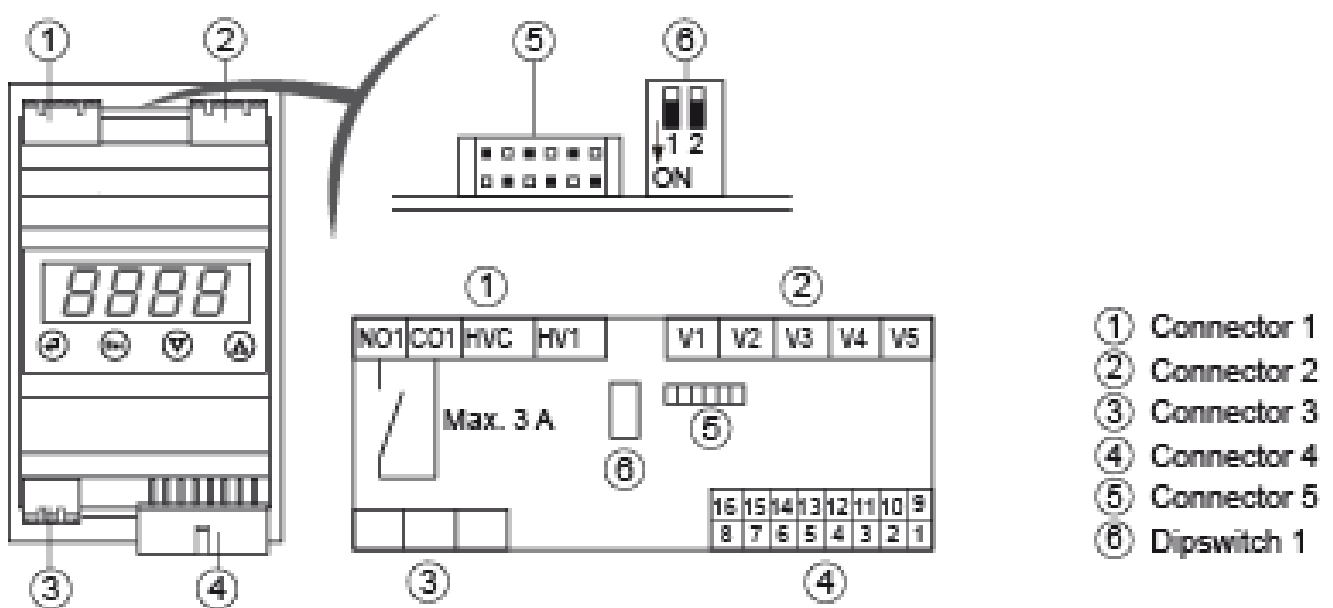 ① ② ⑤ ⑥
1 2
ON
8888
Esc
① ②
NO1 CO1 HVC HV1 V1 V2 V3 V4 V5
Max. 3 A
⑤
⑥
16 15 14 13 12 11 10 9
8 7 6 5 4 3 2 1
③ ④ ③ ④
① Connector 1
② Connector 2
③ Connector 3
④ Connector 4
⑤ Connector 5
⑥ Dipswitch 1